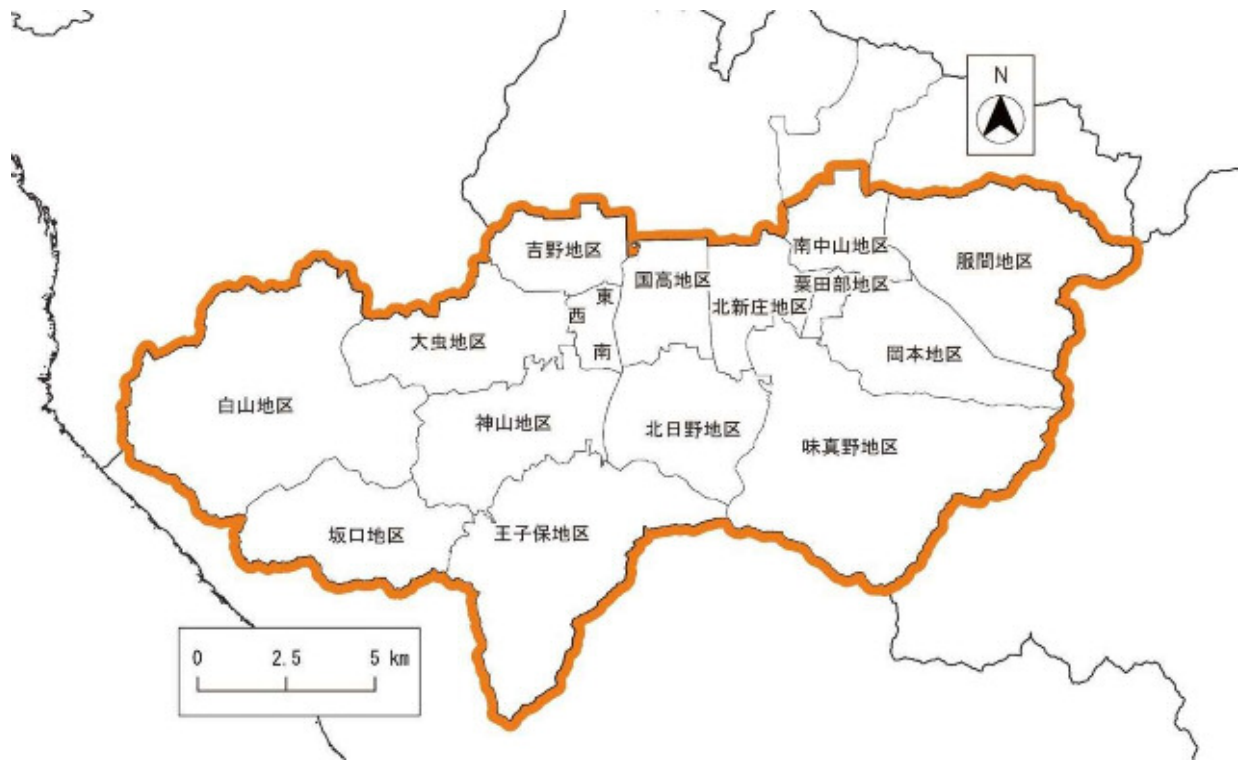 N
南中山地区
吉野地区
服間地区
国高地区
粟田部地区
東
北新庄地区
西
大虫地区
南
岡本地区
白山地区
神山地区
北日野地区
味真野地区
坂口地区
王子保地区
0 2.5 5 km